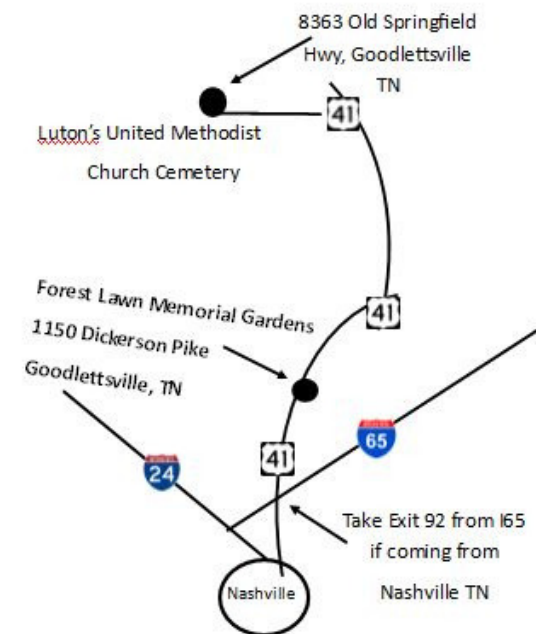 8363 Old Springfield
Hwy, Goodlettsville
TN
41
Luton's United Methodist
Church Cemetery
41
Forest Lawn Memorial Gardens
1150 Dickerson Pike
Goodlettsville, TN
41
65
24
Take Exit 92 from I65
if coming from
Nashville TN
Nashville